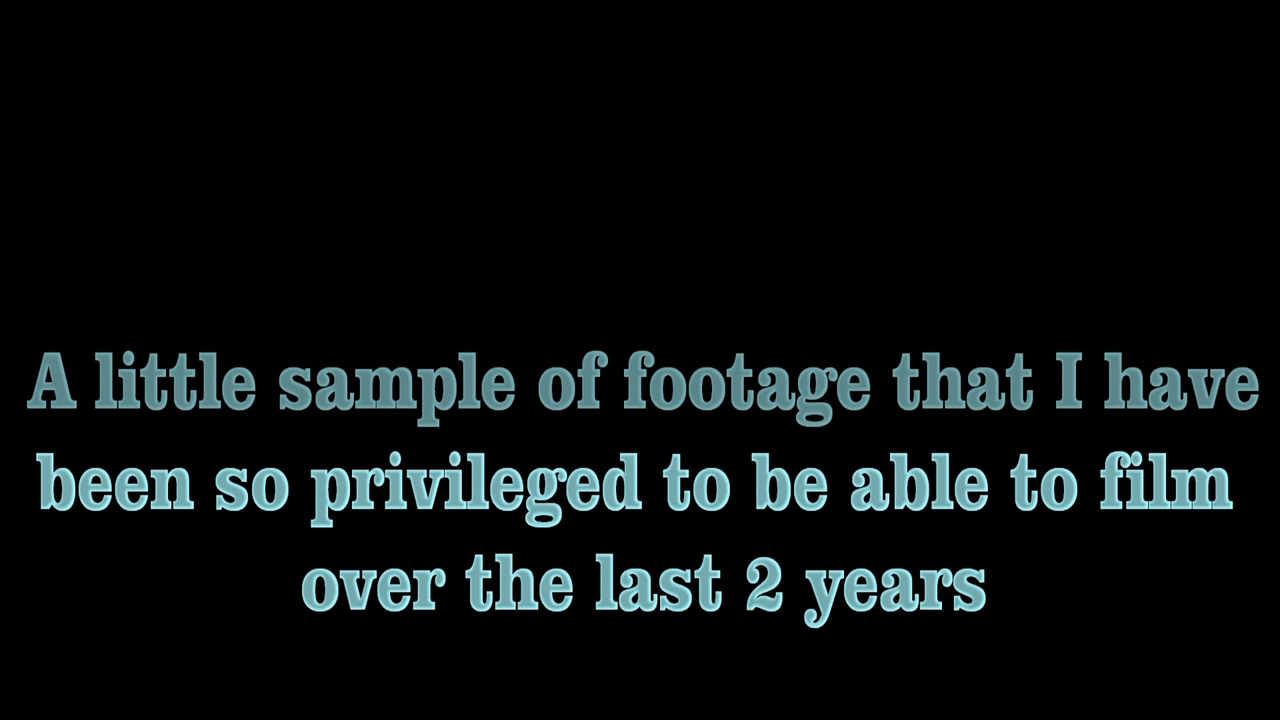 A little sample of footage that I have
been so privileged to be able to film
over the last 2 years